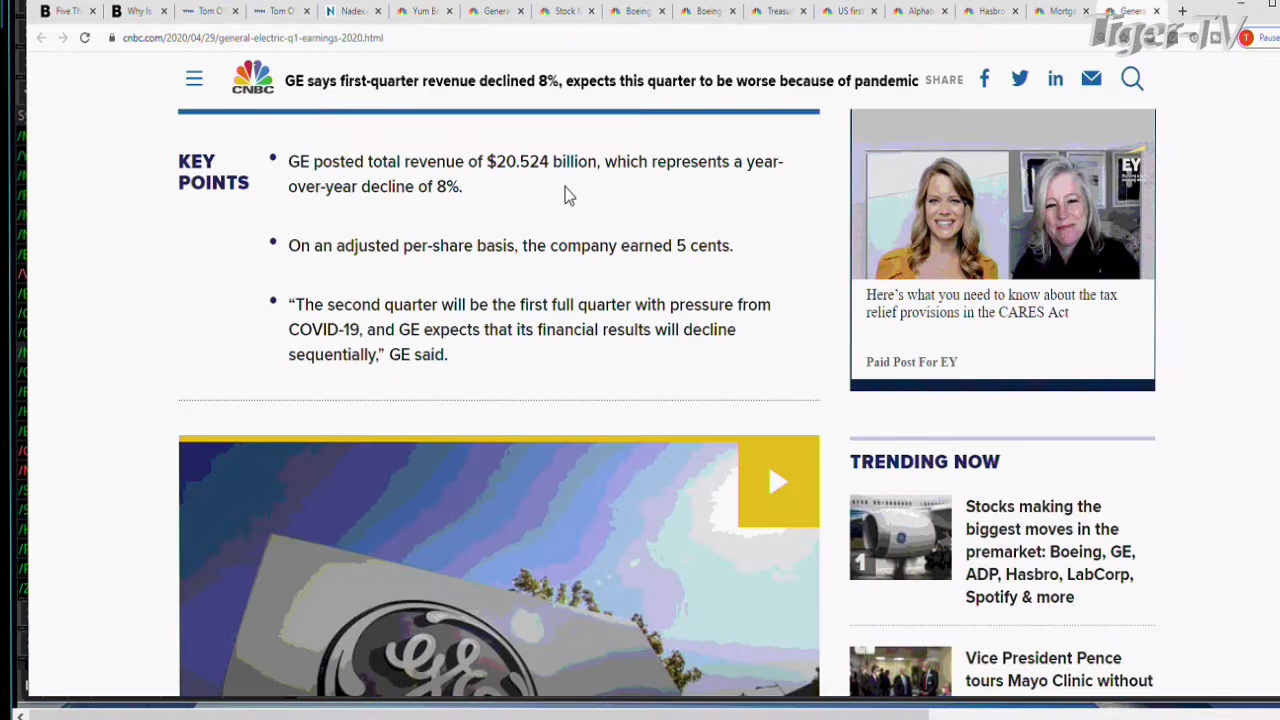 Five Th
Why Is
Tom O'
Tom O
Nadex
Yum Br
Genera
Stock M
Boeing
Boeing
Treasu
US first
Alphab
Hasbro
Mortga
Genera
cnbc.com/2020/04/29/general-electric-q1-earnings-2020.html
Tiger-TV
T
Pause
CNBC
GE says first-quarter revenue declined 8%, expects this quarter to be worse because of pandemic
SHARE
KEY
POINTS
GE posted total revenue of $20.524 billion, which represents a year-
over-year decline of 8%.
On an adjusted per-share basis, the company earned 5 cents.
“The second quarter will be the first full quarter with pressure from
COVID-19, and GE expects that its financial results will decline
sequentially,” GE said.
EY
Here’s what you need to know about the tax
relief provisions in the CARES Act
Paid Post For EY
TRENDING NOW
1
Stocks making the
biggest moves in the
premarket: Boeing, GE,
ADP, Hasbro, LabCorp,
Spotify & more
Vice President Pence
tours Mayo Clinic without
GE